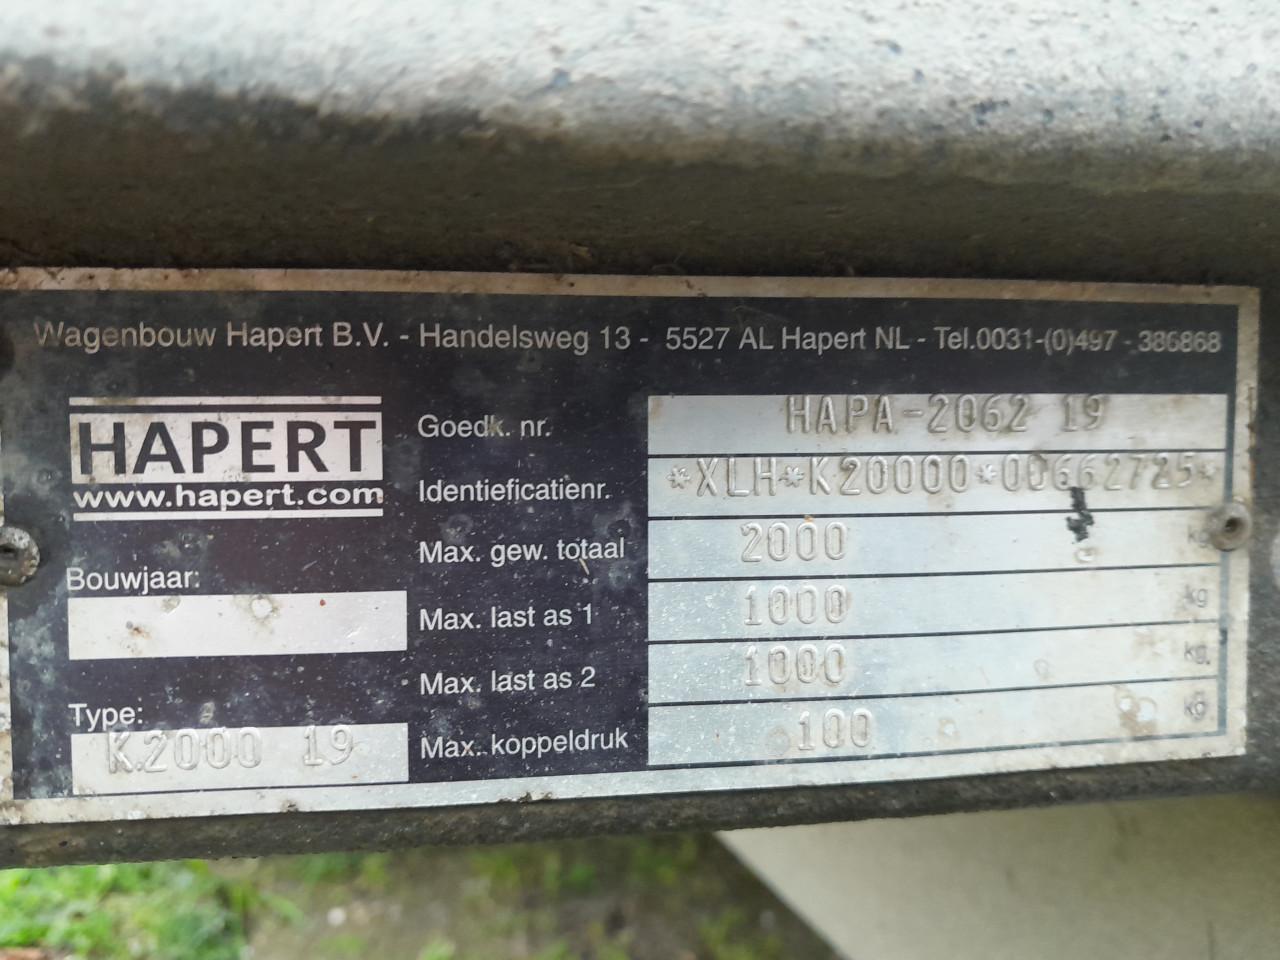 Wagenbouw Hapert B.V. - Handelsweg 13 - 5527 AL Hapert NL - Tel.0031-(0)497 - 386868
HAPERT
www.hapert.com
Bouwjaar:
Type:
K.2000 19
Goedk. nr. HAPA-2062 19
Identieficatienr. *XLH*K20000*00662725*
Max. gew. totaal 2000 kg
Max. last as 1 1000 kg
Max. last as 2 1000 kg.
Max. koppeldruk 100 kg